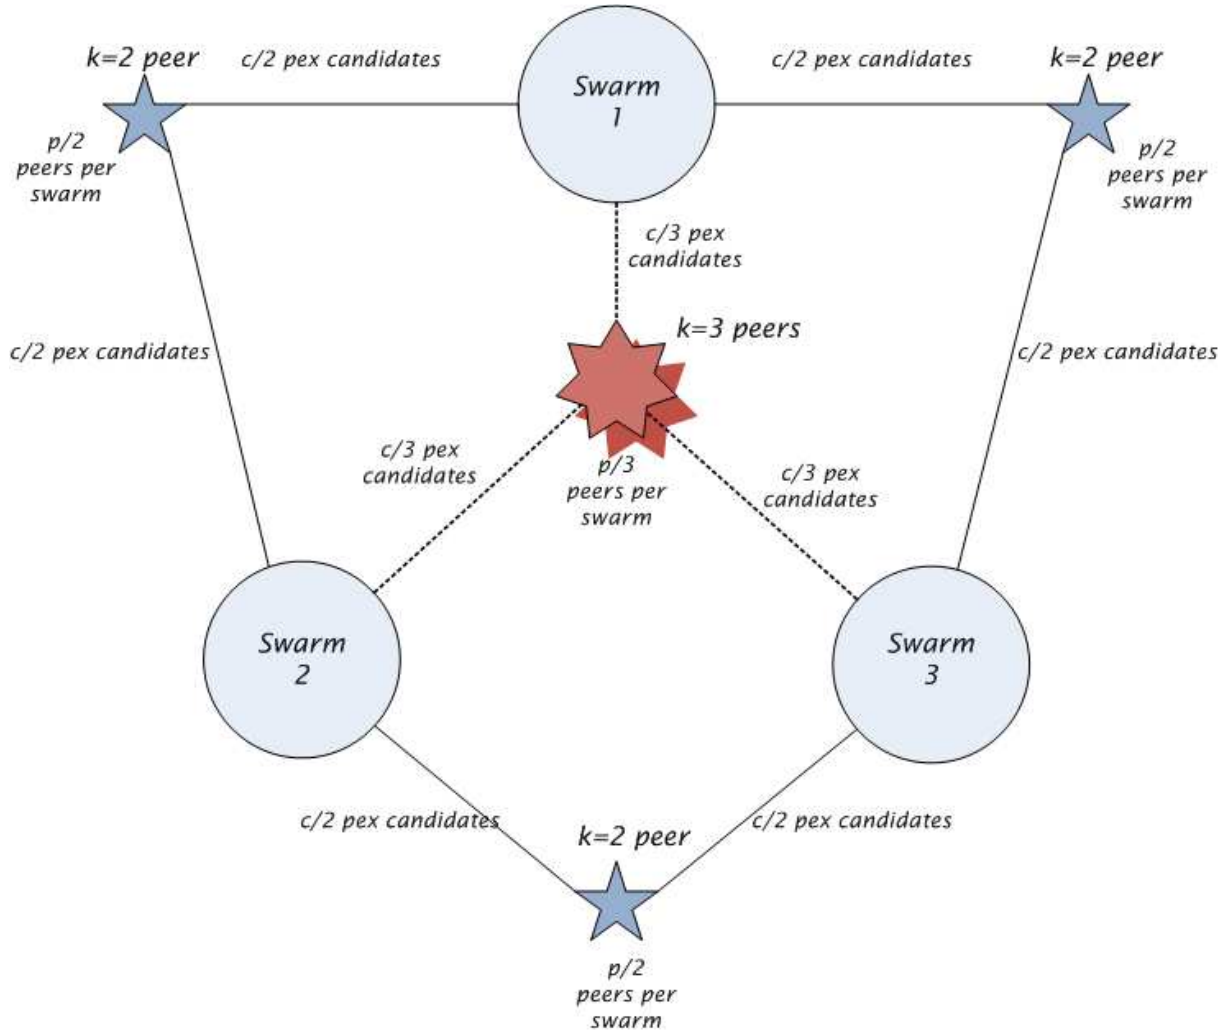 k=2 peer
c/2 pex candidates
Swarm
1
c/2 pex candidates
k=2 peer
p/2
peers per
swarm
p/2
peers per
swarm
c/3 pex
candidates
k=3 peers
c/2 pex candidates
c/2 pex candidates
c/3 pex
candidates
p/3
peers per
swarm
c/3 pex
candidates
Swarm
2
Swarm
3
c/2 pex candidates
k=2 peer
c/2 pex candidates
p/2
peers per
swarm